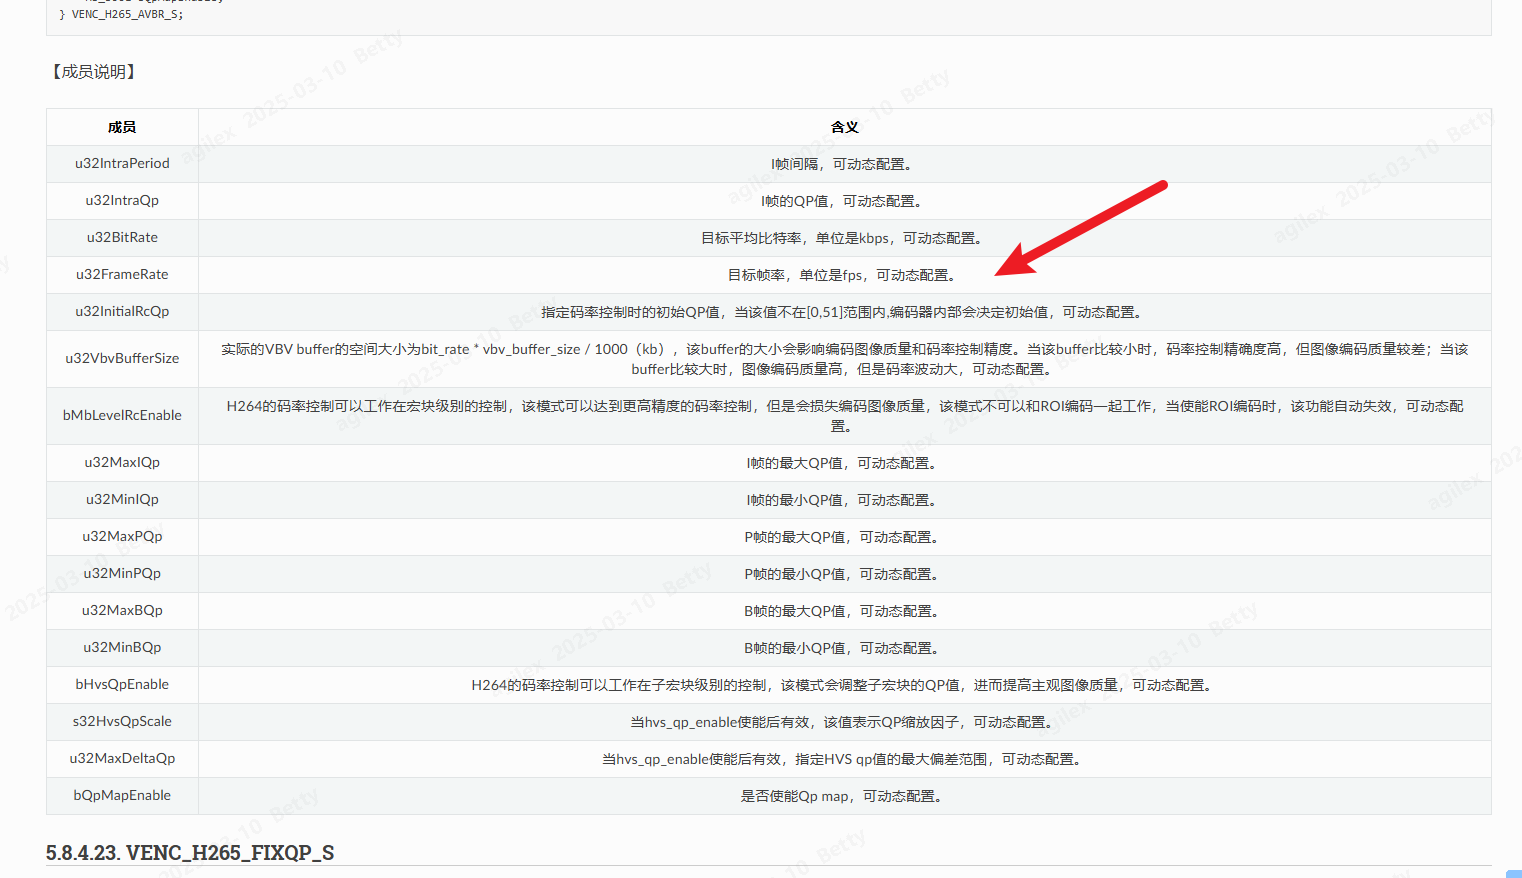 } VENC_H265_AVBR_S;
【成员说明】
成员 含义
u32IntraPeriod I帧间隔，可动态配置。
u32IntraQp I帧的QP值，可动态配置。
u32BitRate 目标平均比特率，单位是kbps，可动态配置。
u32FrameRate 目标帧率，单位是fps，可动态配置。
u32InitialRcQp 指定码率控制时的初始QP值，当该值不在[0,51]范围内,编码器内部会决定初始值，可动态配置。
u32VbvBufferSize 实际的VBV buffer的空间大小为bit_rate * vbv_buffer_size / 1000（kb），该buffer的大小会影响编码图像质量和码率控制精度。当该buffer比较小时，码率控制精确度高，但图像编码质量较差；当该
buffer比较大时，图像编码质量高，但是码率波动大，可动态配置。
bMbLevelRcEnable H264的码率控制可以工作在宏块级别的控制，该模式可以达到更高精度的码率控制，但是会损失编码图像质量，该模式不可以和ROI编码一起工作，当使能ROI编码时，该功能自动失效，可动态配
置。
u32MaxIQp I帧的最大QP值，可动态配置。
u32MinIQp I帧的最小QP值，可动态配置。
u32MaxPQp P帧的最大QP值，可动态配置。
u32MinPQp P帧的最小QP值，可动态配置。
u32MaxBQp B帧的最大QP值，可动态配置。
u32MinBQp B帧的最小QP值，可动态配置。
bHvsQpEnable H264的码率控制可以工作在子宏块级别的控制，该模式会调整子宏块的QP值，进而提高主观图像质量，可动态配置。
s32HvsQpScale 当hvs_qp_enable使能后有效，该值表示QP缩放因子，可动态配置。
u32MaxDeltaQp 当hvs_qp_enable使能后有效，指定HVS qp值的最大偏差范围，可动态配置。
bQpMapEnable 是否使能Qp map，可动态配置。
5.8.4.23. VENC_H265_FIXQP_S
agilex 2025-03-10 Betty